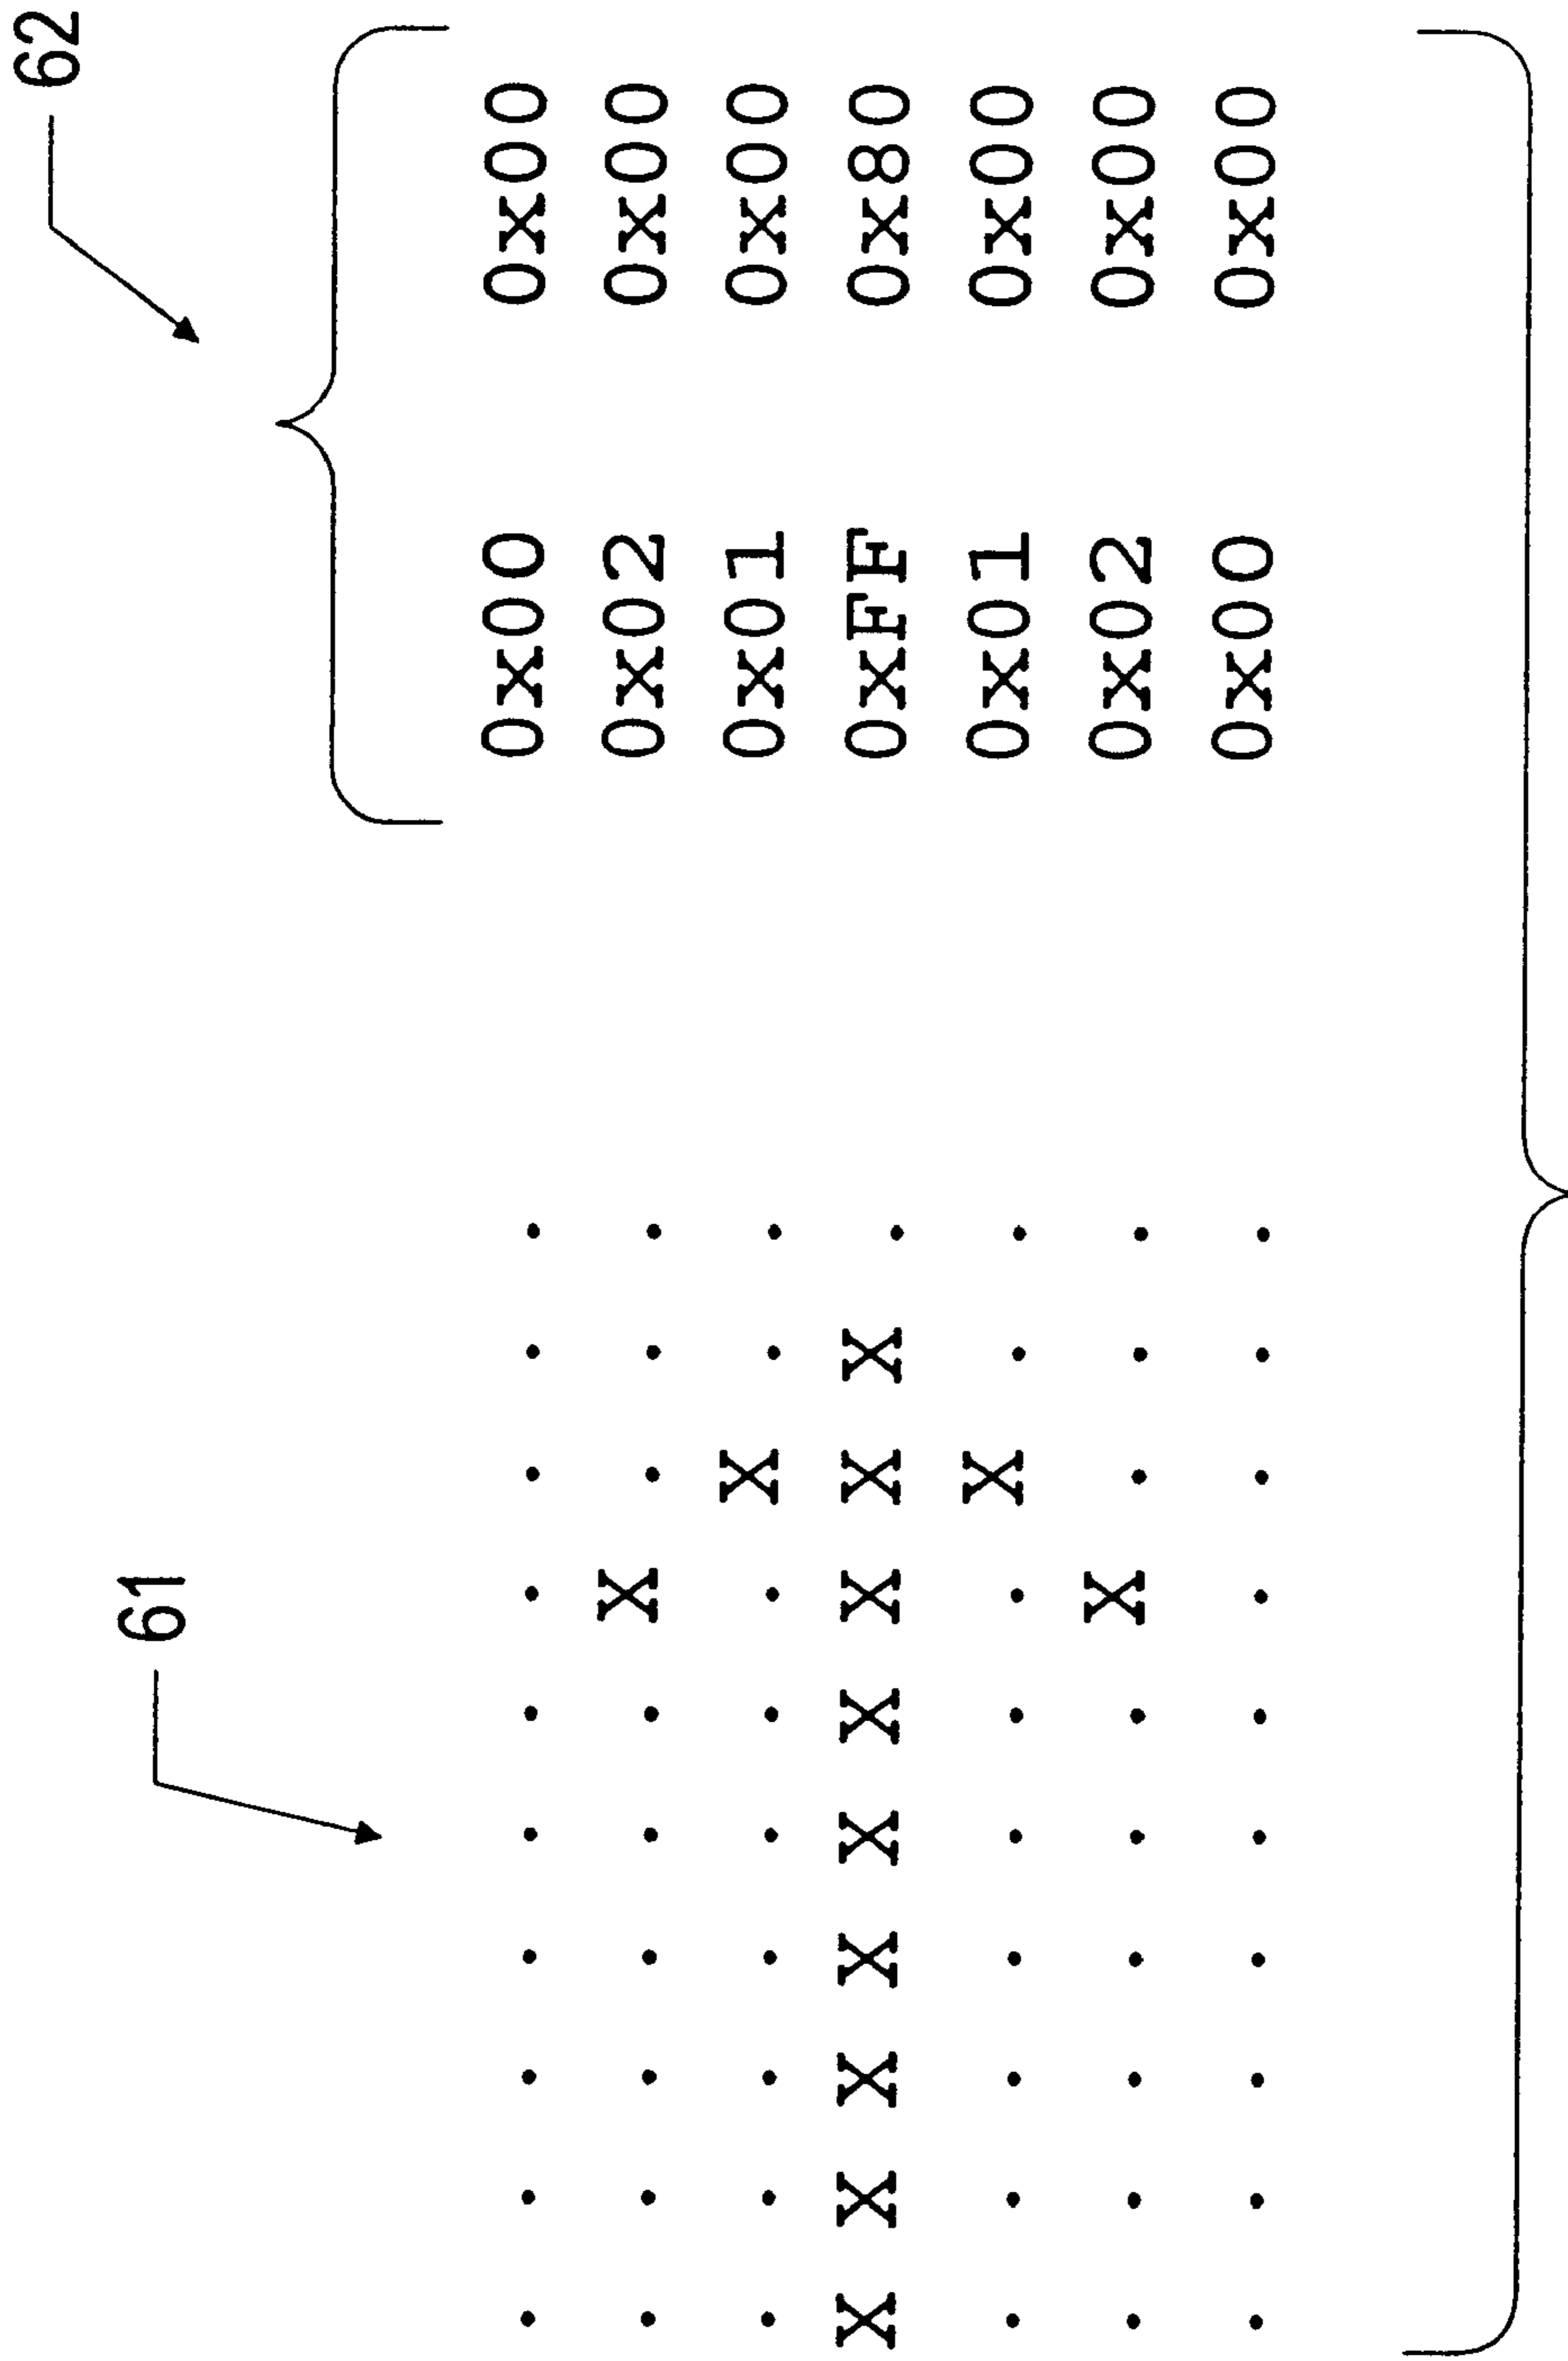 62
61
. . . . . . . . . . 0x00 0x00
. . . . . . X . . . 0x02 0x00
. . . . . . . X . . 0x01 0x00
X X X X X X X X X . 0xFF 0x80
. . . . . . . X . . 0x01 0x00
. . . . . . X . . . 0x02 0x00
. . . . . . . . . . 0x00 0x00